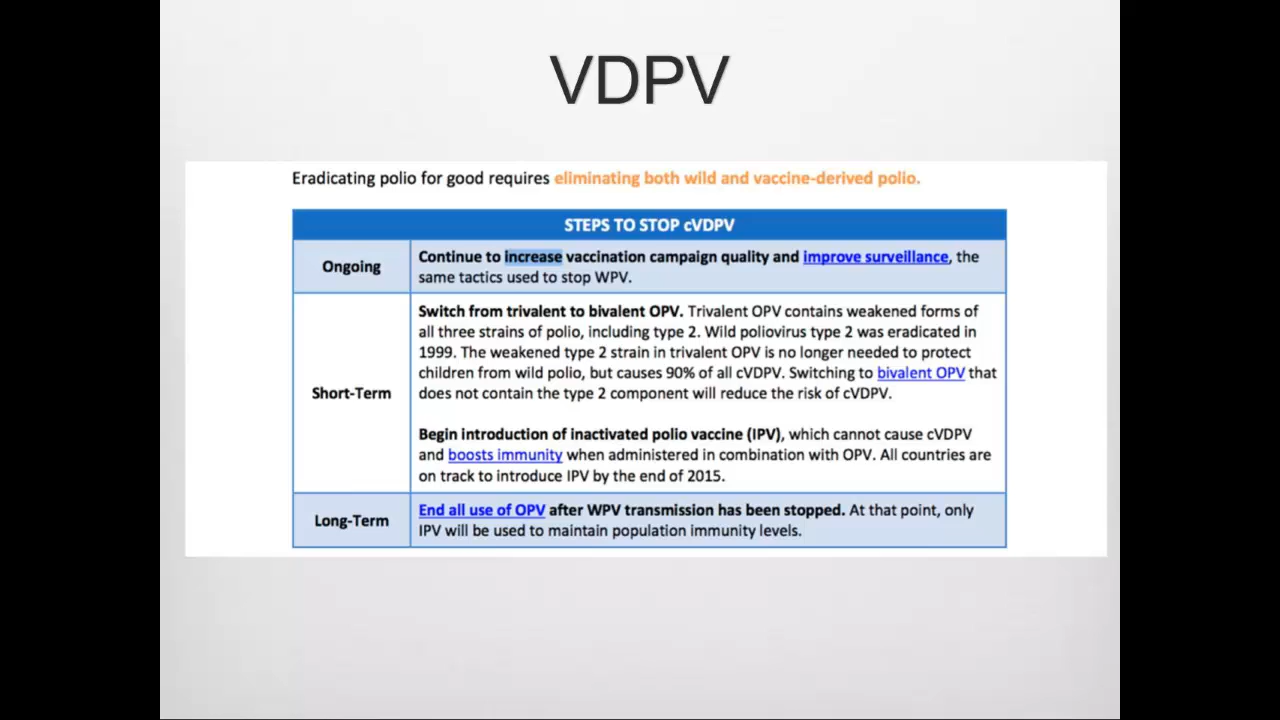 VDPV
Eradicating polio for good requires eliminating both wild and vaccine-derived polio.
STEPS TO STOP cVDPV
Ongoing
Continue to increase vaccination campaign quality and improve surveillance, the
same tactics used to stop WPV.
Short-Term
Switch from trivalent to bivalent OPV. Trivalent OPV contains weakened forms of
all three strains of polio, including type 2. Wild poliovirus type 2 was eradicated in
1999. The weakened type 2 strain in trivalent OPV is no longer needed to protect
children from wild polio, but causes 90% of all cVDPV. Switching to bivalent OPV that
does not contain the type 2 component will reduce the risk of cVDPV.
Begin introduction of inactivated polio vaccine (IPV), which cannot cause cVDPV
and boosts immunity when administered in combination with OPV. All countries are
on track to introduce IPV by the end of 2015.
Long-Term
End all use of OPV after WPV transmission has been stopped. At that point, only
IPV will be used to maintain population immunity levels.